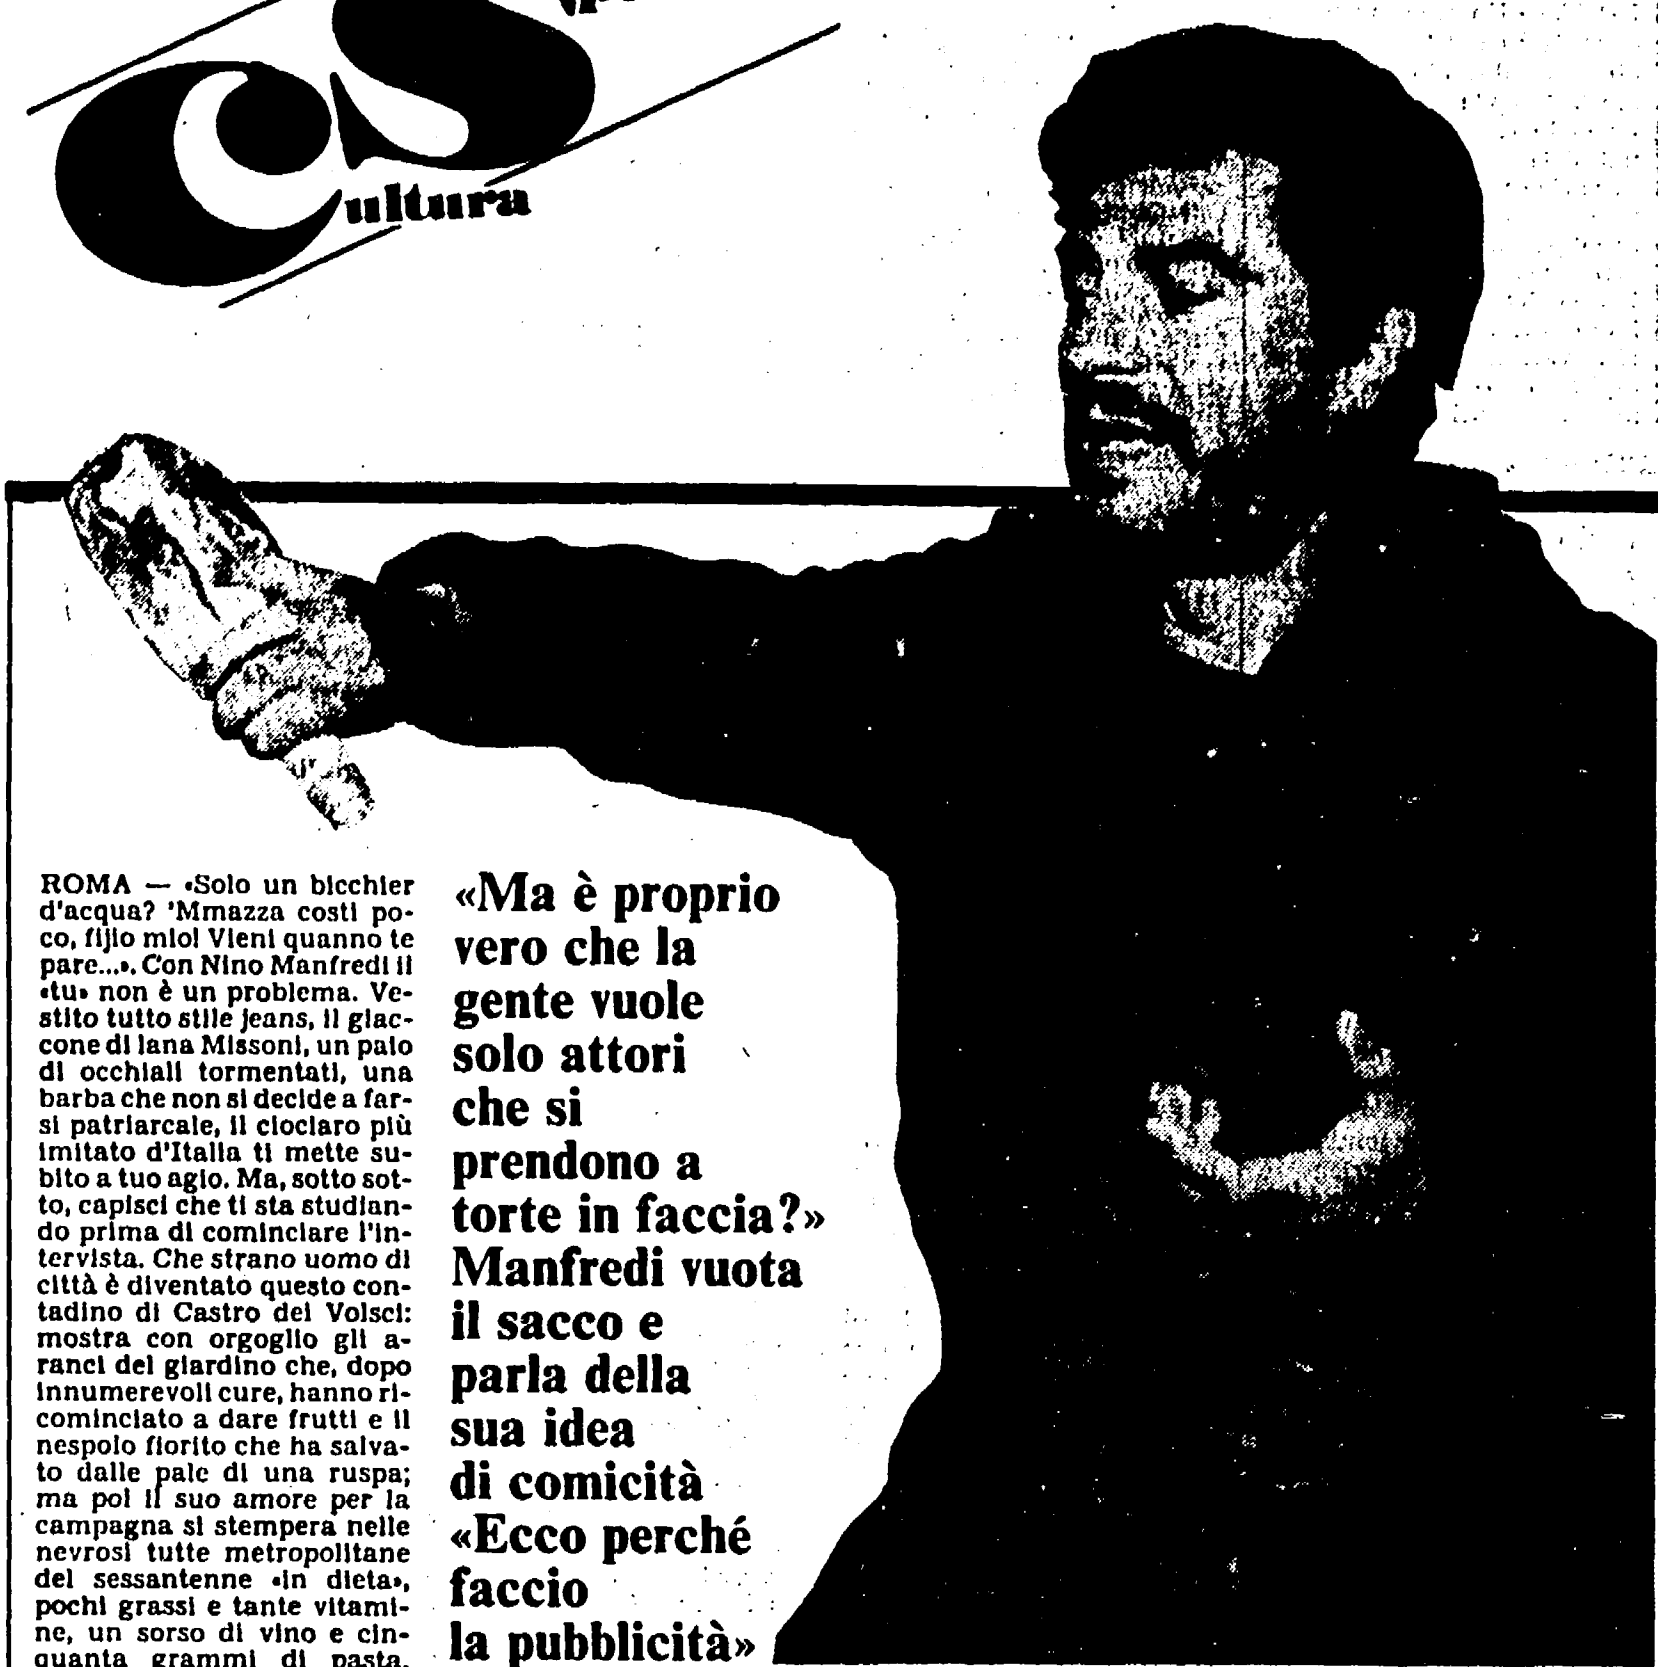 Cultura
ROMA — «Solo un bicchier
d'acqua? 'Mmazza costi po-
co, fijio mio! Vieni quanno te
pare...». Con Nino Manfredi il
«tu» non è un problema. Ve-
stito tutto stile jeans, il giac-
cone di lana Missoni, un paio
di occhiali tormentati, una
barba che non si decide a far-
si patriarcale, il ciociaro più
imitato d'Italia ti mette su-
bito a tuo agio. Ma, sotto sot-
to, capisci che ti sta studian-
do prima di cominciare l'in-
tervista. Che strano uomo di
città è diventato questo con-
tadino di Castro dei Volsci:
mostra con orgoglio gli a-
ranci del giardino che, dopo
innumerevoli cure, hanno ri-
cominciato a dare frutti e il
nespolo fiorito che ha salva-
to dalle pale di una ruspa;
ma poi il suo amore per la
campagna si stempera nelle
nevrosi tutte metropolitane
del sessantenne «in dieta»,
pochi grassi e tante vitami-
ne, un sorso di vino e cin-
quanta grammi di pasta.
«Ma è proprio
vero che la
gente vuole
solo attori
che si
prendono a
torte in faccia?»
Manfredi vuota
il sacco e
parla della
sua idea
di comicità
«Ecco perché
faccio
la pubblicità»